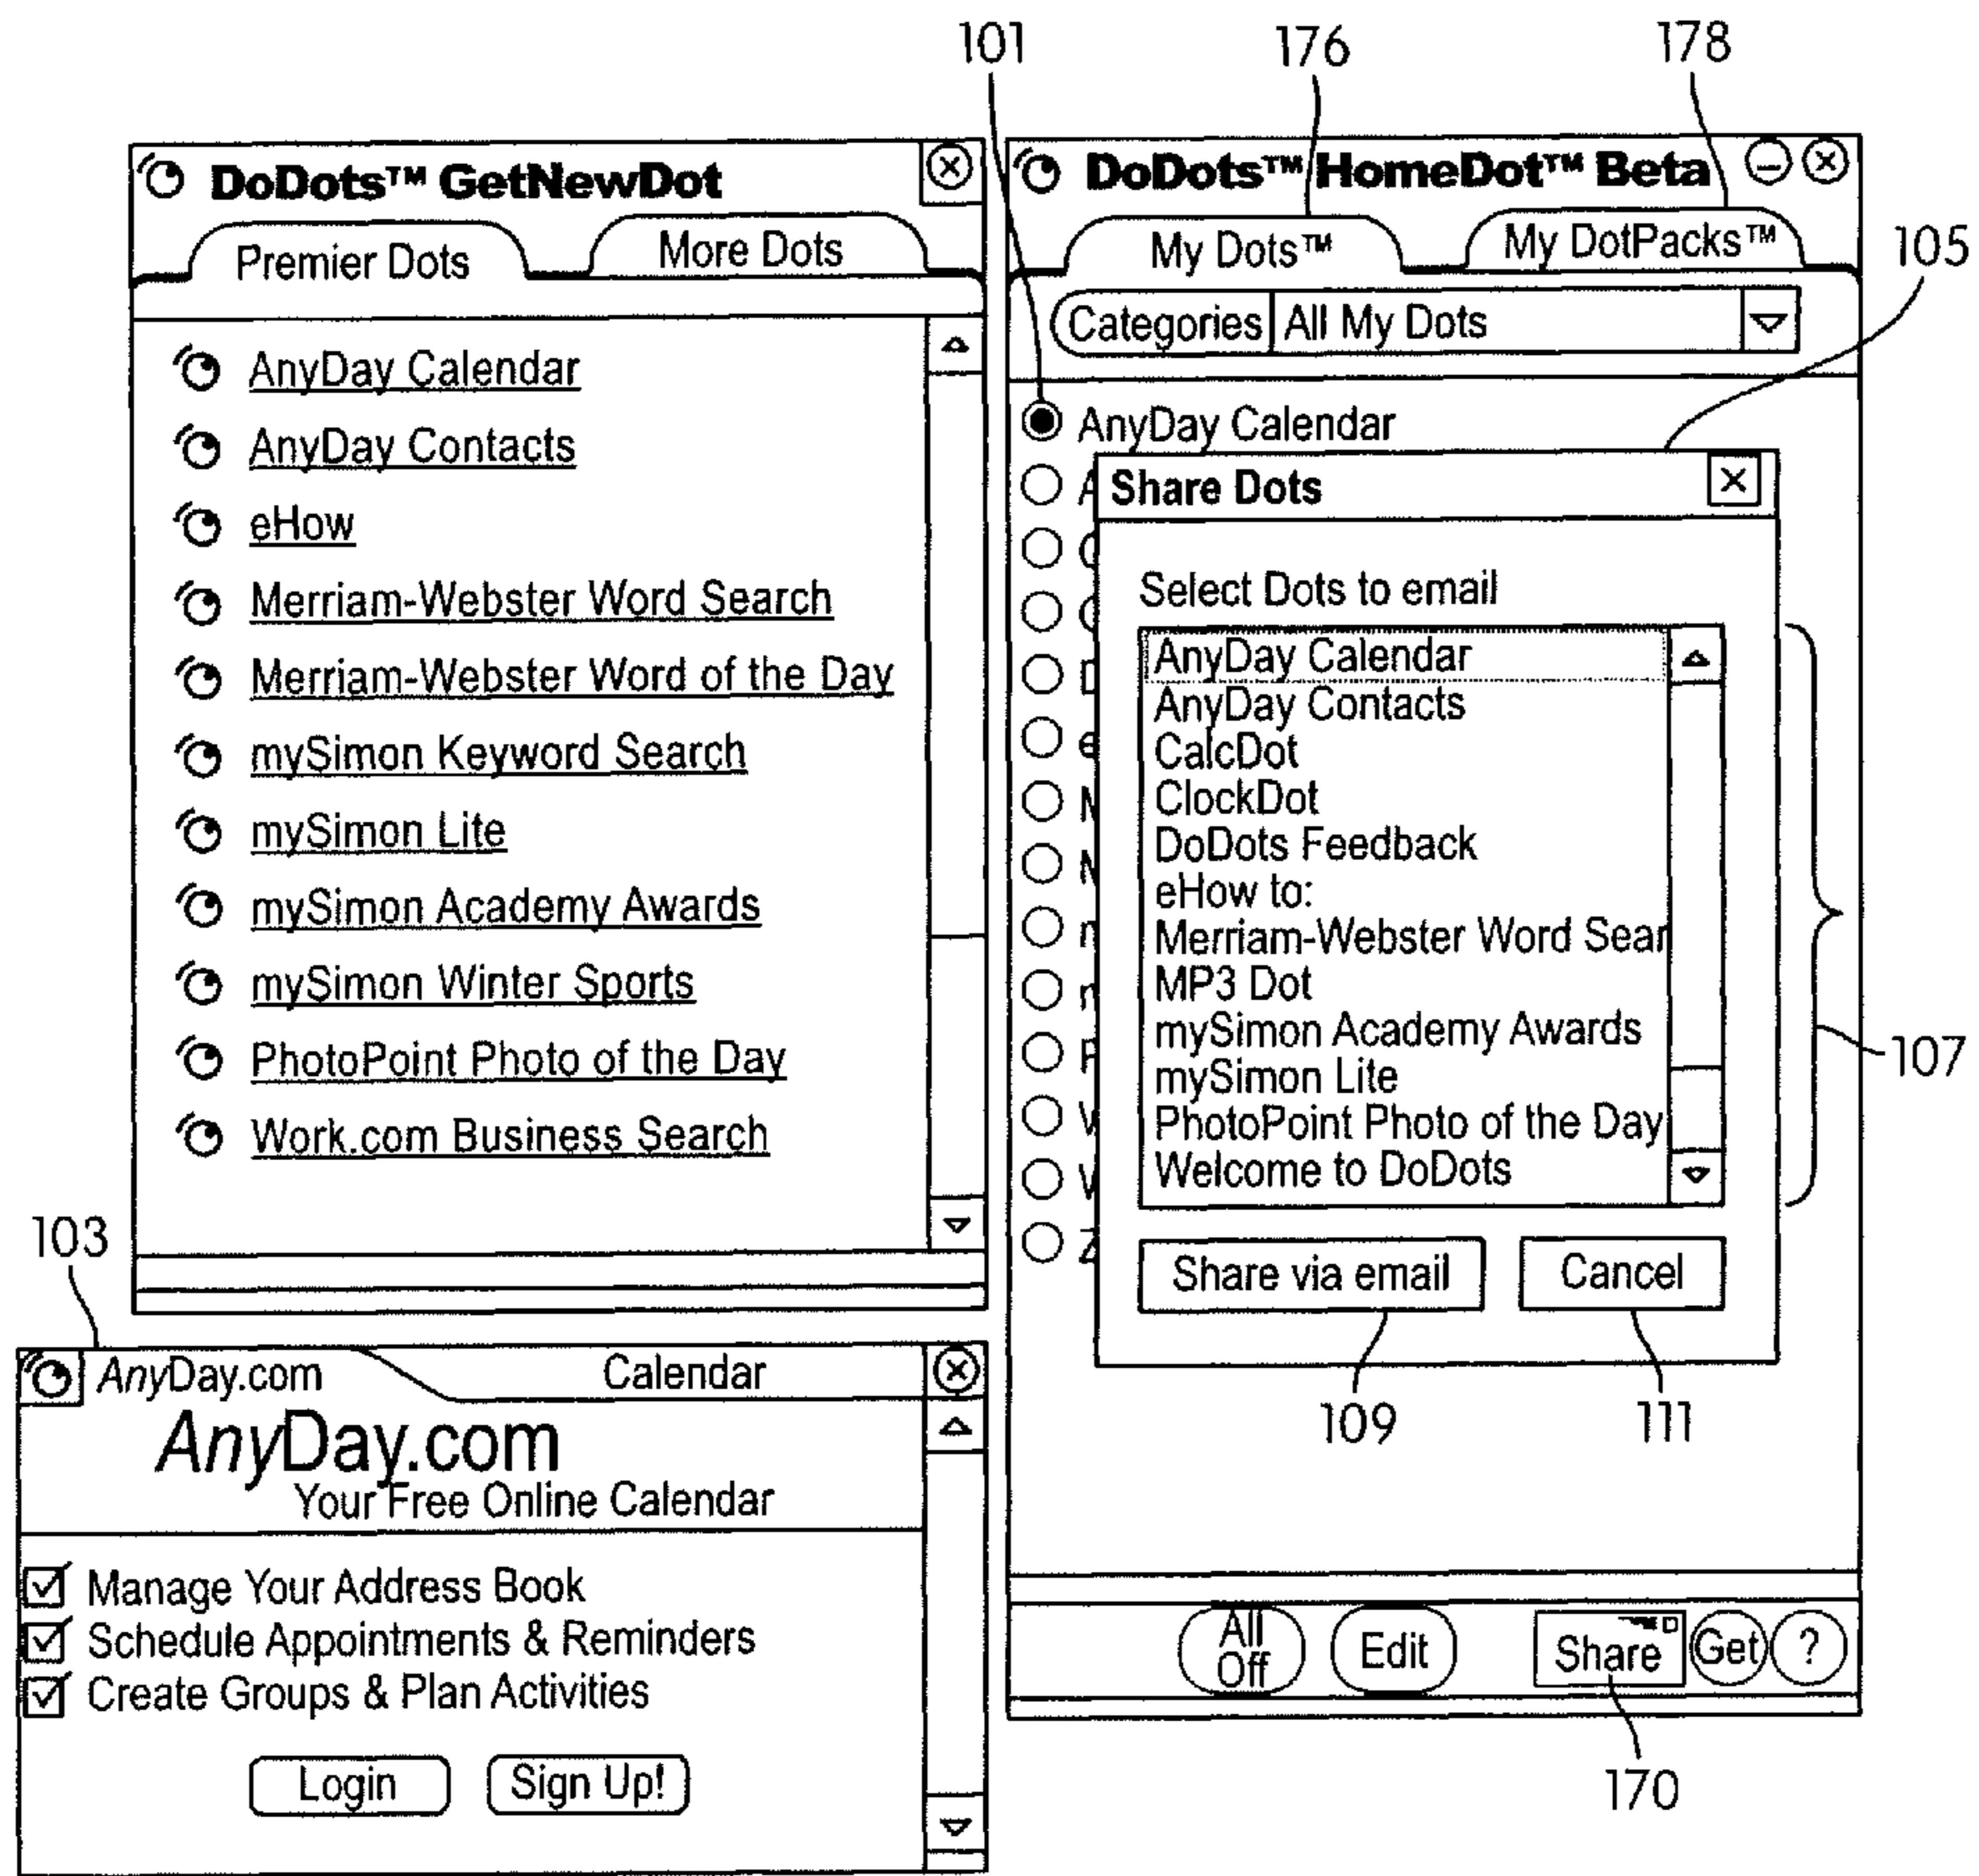 101
176
178
DoDots™ GetNewDot
Premier Dots
More Dots
AnyDay Calendar
AnyDay Contacts
eHow
Merriam-Webster Word Search
Merriam-Webster Word of the Day
mySimon Keyword Search
mySimon Lite
mySimon Academy Awards
mySimon Winter Sports
PhotoPoint Photo of the Day
Work.com Business Search
DoDots™ HomeDot™ Beta
My Dots™
My DotPacks™
105
Categories All My Dots
AnyDay Calendar
Share Dots
Select Dots to email
AnyDay Calendar
AnyDay Contacts
CalcDot
ClockDot
DoDots Feedback
eHow to:
Merriam-Webster Word Sear
MP3 Dot
mySimon Academy Awards
mySimon Lite
PhotoPoint Photo of the Day
Welcome to DoDots
107
Share via email
Cancel
109
111
All Off
Edit
Share
Get
?
170
103
AnyDay.com
Calendar
AnyDay.com
Your Free Online Calendar
Manage Your Address Book
Schedule Appointments & Reminders
Create Groups & Plan Activities
Login
Sign Up!